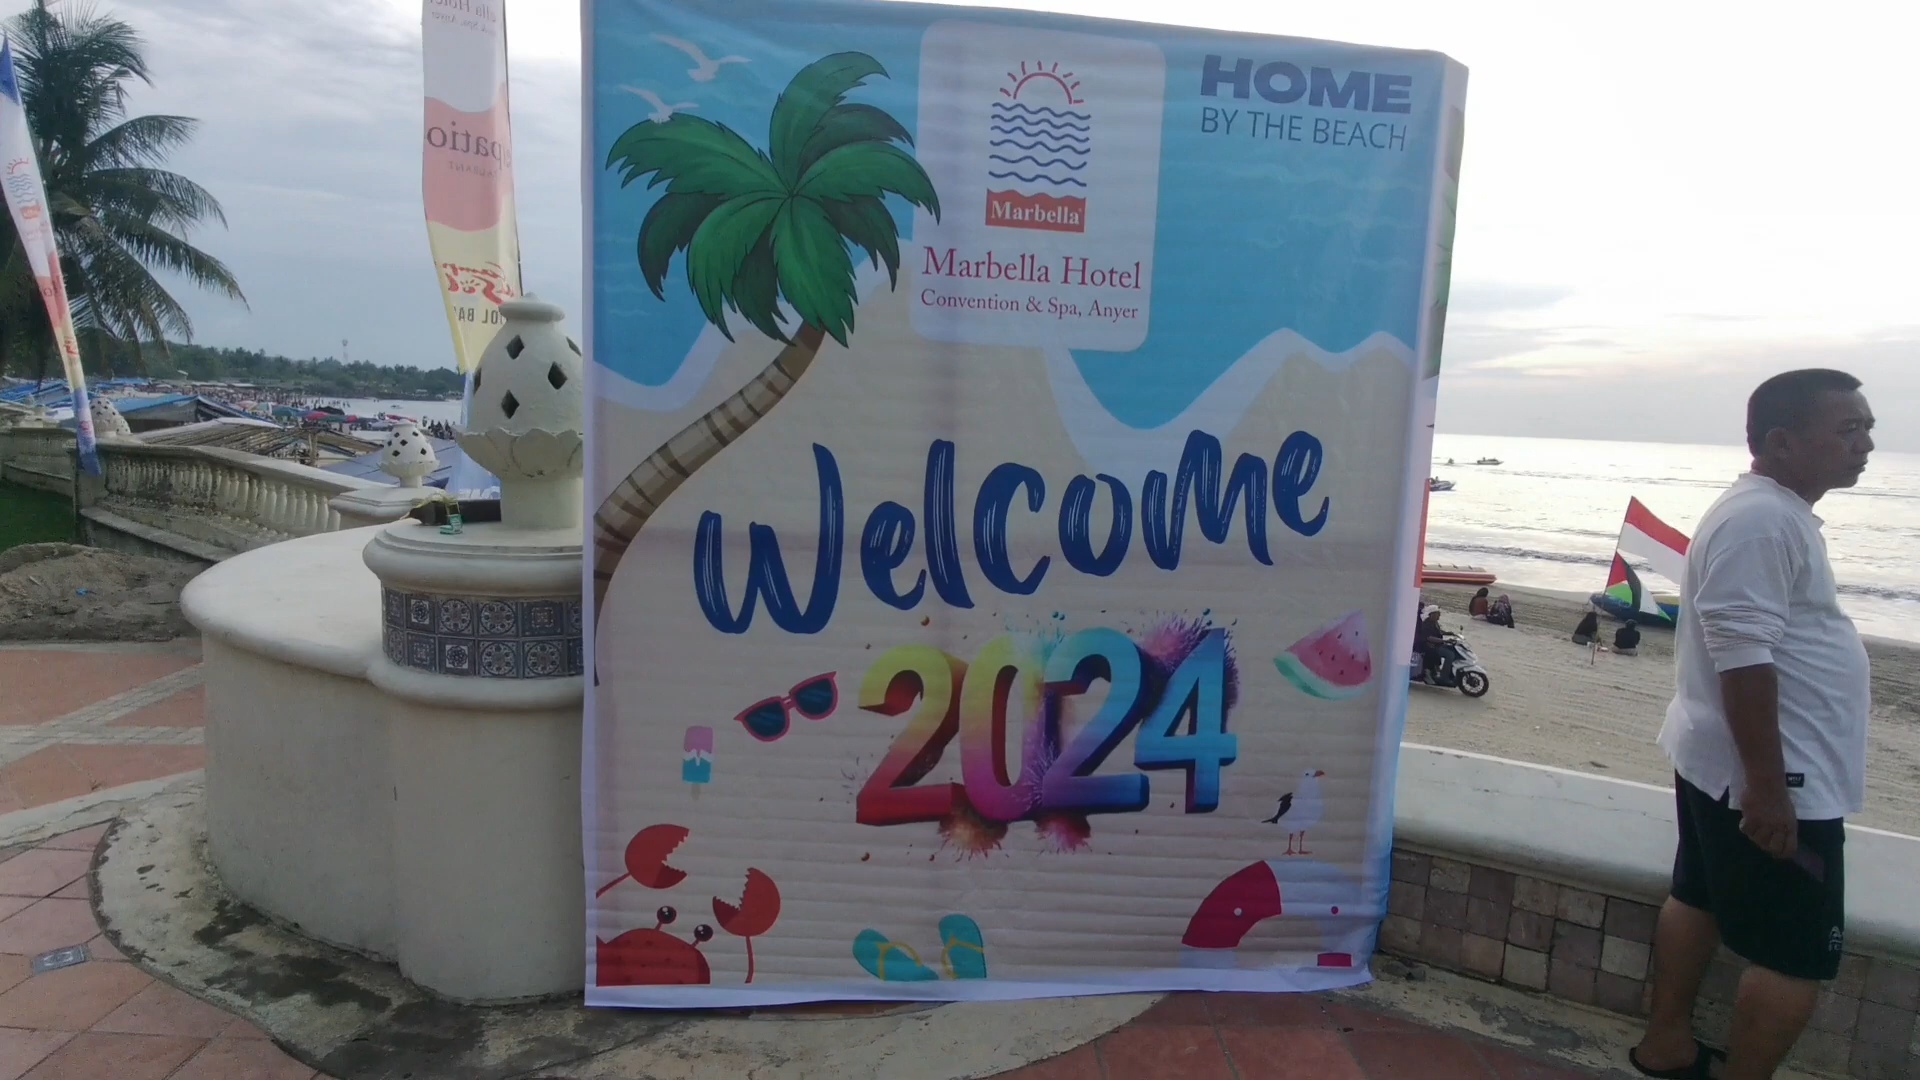 HOME
BY THE BEACH
Marbella
Marbella Hotel
Convention & Spa, Anyer
Welcome
2024